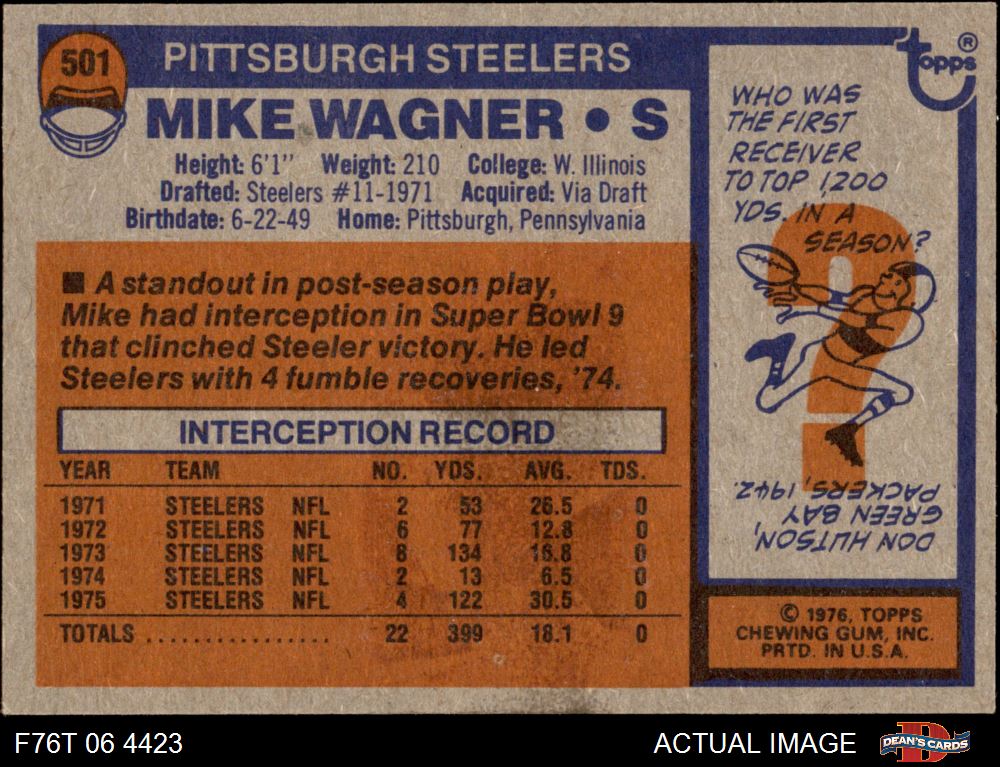 501
PITTSBURGH STEELERS
MIKE WAGNER • S
Height: 6'1" Weight: 210 College: W. Illinois
Drafted: Steelers #11-1971 Acquired: Via Draft
Birthdate: 6-22-49 Home: Pittsburgh, Pennsylvania
■ A standout in post-season play,
Mike had interception in Super Bowl 9
that clinched Steeler victory. He led
Steelers with 4 fumble recoveries, '74.
INTERCEPTION RECORD
YEAR TEAM NO. YDS. AVG. TDS.
1971 STEELERS NFL 2 53 26.5 0
1972 STEELERS NFL 6 77 12.8 0
1973 STEELERS NFL 8 134 16.8 0
1974 STEELERS NFL 2 13 6.5 0
1975 STEELERS NFL 4 122 30.5 0
TOTALS ................ 22 399 18.1 0
topps ®
WHO WAS
THE FIRST
RECEIVER
TO TOP 1,200
YDS. IN A
SEASON?
?
DON HUTSON,
GREEN BAY
PACKERS, 1942.
© 1976, TOPPS
CHEWING GUM, INC.
PRTD. IN U.S.A.
F76T 06 4423
ACTUAL IMAGE
D
DEAN'S CARDS